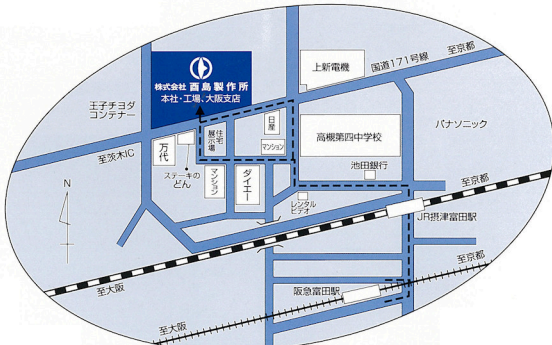 株式会社 酉島製作所
本社・工場、大阪支店
上新電機
国道171号線
至京都
王子チヨダ
コンテナー
日産
住宅
展示場
マンション
高槻第四中学校
パナソニック
至茨木IC
万代
ステーキの
どん
マンション
ダイエー
池田銀行
レンタル
ビデオ
至京都
N
JR摂津富田駅
至大阪
阪急富田駅
至京都
至大阪